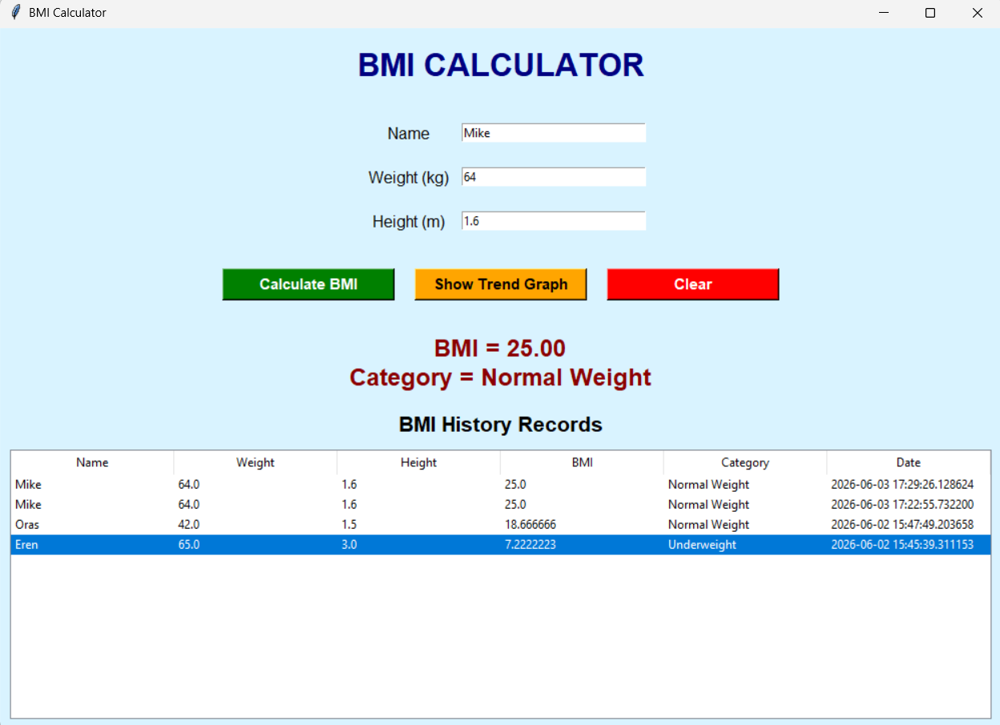 BMI Calculator
BMI CALCULATOR
Name Mike
Weight (kg) 64
Height (m) 1.6
Calculate BMI Show Trend Graph Clear
BMI = 25.00
Category = Normal Weight
BMI History Records
Name Weight Height BMI Category Date
Mike 64.0 1.6 25.0 Normal Weight 2026-06-03 17:29:26.128624
Mike 64.0 1.6 25.0 Normal Weight 2026-06-03 17:22:55.732200
Oras 42.0 1.5 18.666666 Normal Weight 2026-06-02 15:47:49.203658
Eren 65.0 3.0 7.2222223 Underweight 2026-06-02 15:45:39.311153